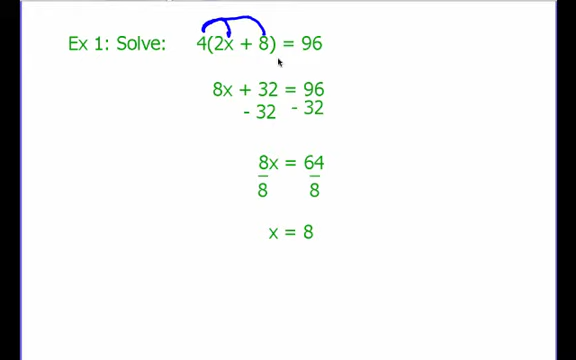 Ex 1: Solve: 4(2x + 8) = 96
8x + 32 = 96
- 32 - 32
8x = 64
8 8
x = 8